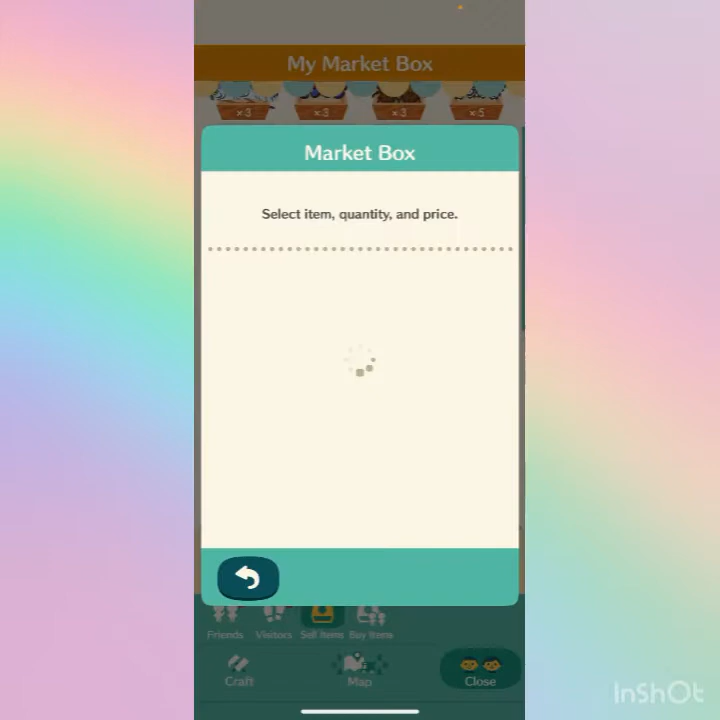 My Market Box
×3 ×3 ×3 ×5
Market Box
Select item, quantity, and price.
Friends Visitors Sell Items Buy Items
Craft Map Close
InShOt